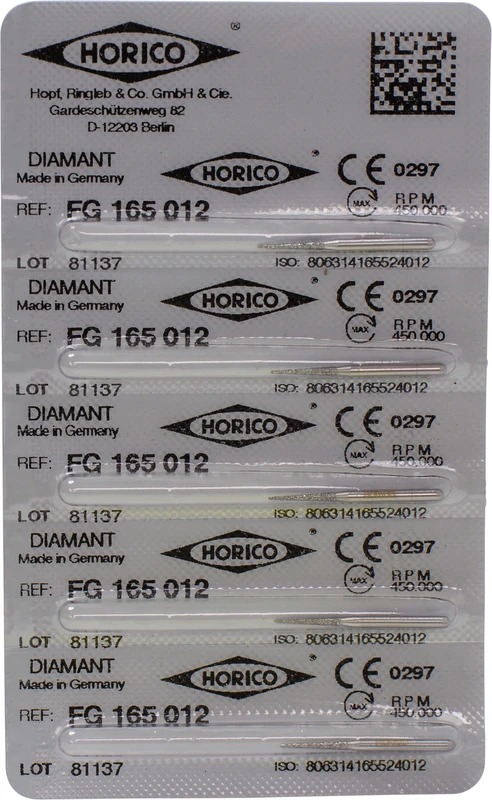 HORICO ®
Hopf, Ringleb & Co. GmbH & Cie.
Gardeschützenweg 82
D-12203 Berlin
DIAMANT HORICO ® CE 0297
Made in Germany
REF: FG 165 012 MAX RPM 450.000
LOT 81137 ISO: 806314165524012
DIAMANT HORICO ® CE 0297
Made in Germany
REF: FG 165 012 MAX RPM 450.000
LOT 81137 ISO: 806314165524012
DIAMANT HORICO ® CE 0297
Made in Germany
REF: FG 165 012 MAX RPM 450.000
LOT 81137 ISO: 806314165524012
DIAMANT HORICO ® CE 0297
Made in Germany
REF: FG 165 012 MAX RPM 450.000
LOT 81137 ISO: 806314165524012
DIAMANT HORICO ® CE 0297
Made in Germany
REF: FG 165 012 MAX RPM 450.000
LOT 81137 ISO: 806314165524012